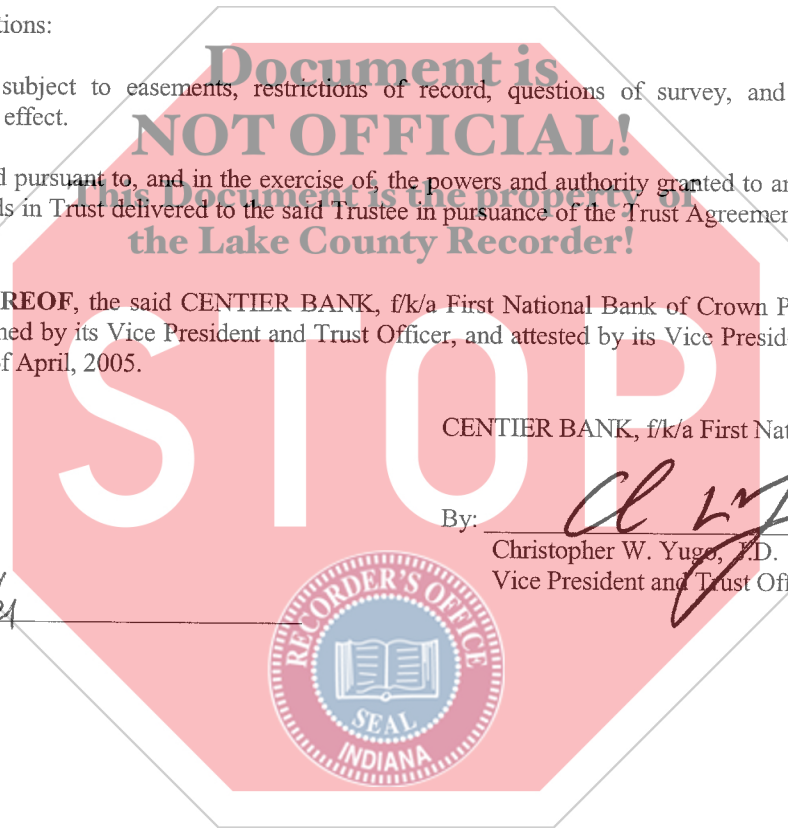 tions:
Document is
subject to easements, restrictions of record, questions of survey, and
effect.
NOT OFFICIAL!
d pursuant to, and in the exercise of, the powers and authority granted to an
This Document is the property of
ds in Trust delivered to the said Trustee in pursuance of the Trust Agreemen
the Lake County Recorder!
REOF, the said CENTIER BANK, f/k/a First National Bank of Crown P
ned by its Vice President and Trust Officer, and attested by its Vice Preside
of April, 2005.
STOP
CENTIER BANK, f/k/a First Nat
By:
Christopher W. Yugo, J.D.
Vice President and Trust Off
RECORDER'S OFFICE
SEAL
INDIANA